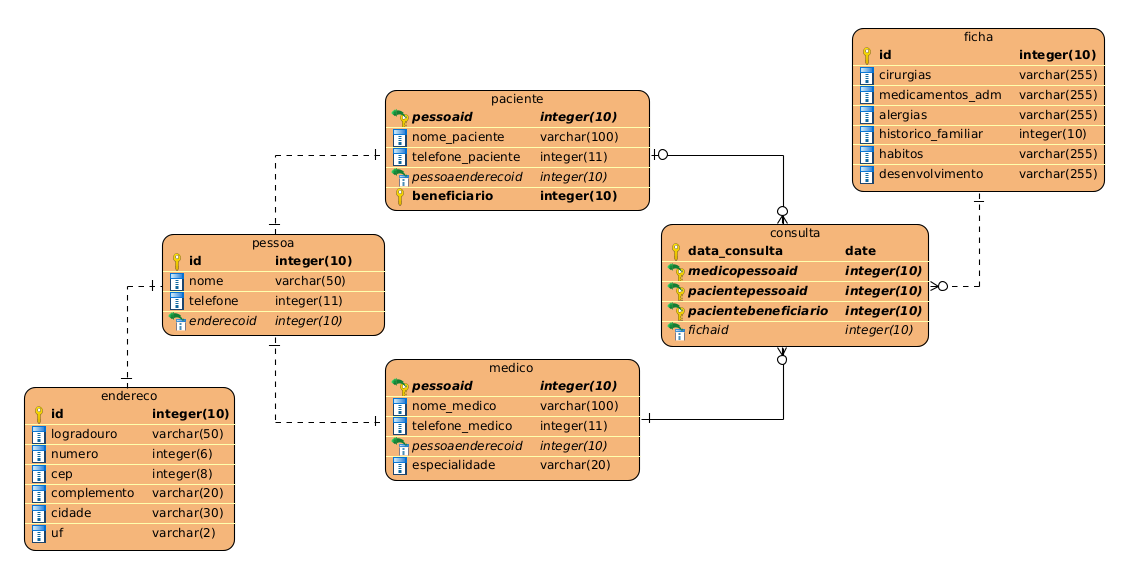 ficha
id integer(10)
cirurgias varchar(255)
medicamentos_adm varchar(255)
alergias varchar(255)
historico_familiar integer(10)
habitos varchar(255)
desenvolvimento varchar(255)
paciente
pessoaid integer(10)
nome_paciente varchar(100)
telefone_paciente integer(11)
pessoaenderecoid integer(10)
beneficiario integer(10)
consulta
data_consulta date
medicopessoaid integer(10)
pacientepessoaid integer(10)
pacientebeneficiario integer(10)
fichaid integer(10)
pessoa
id integer(10)
nome varchar(50)
telefone integer(11)
enderecoid integer(10)
medico
pessoaid integer(10)
nome_medico varchar(100)
telefone_medico integer(11)
pessoaenderecoid integer(10)
especialidade varchar(20)
endereco
id integer(10)
logradouro varchar(50)
numero integer(6)
cep integer(8)
complemento varchar(20)
cidade varchar(30)
uf varchar(2)